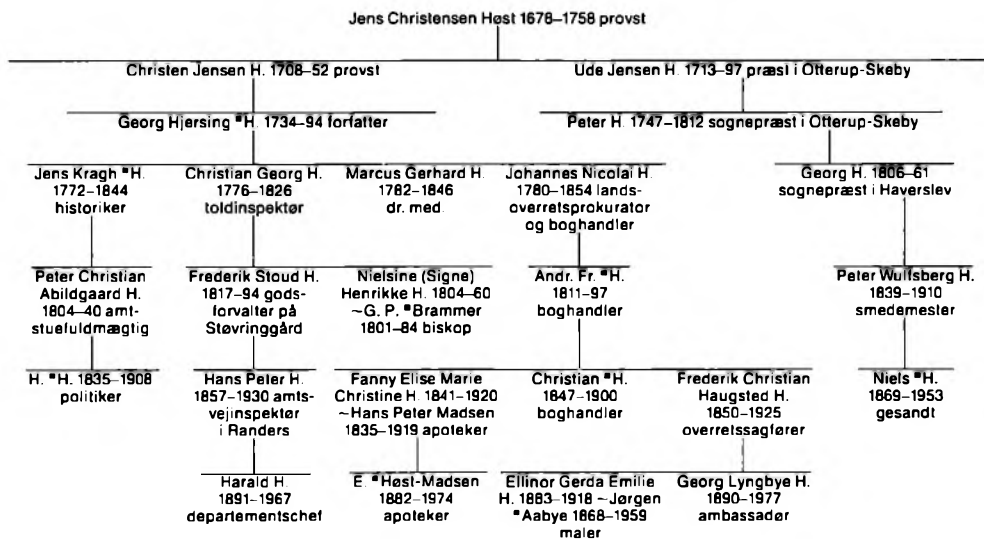 Jens Christensen Høst 1678–1758 provst
Christen Jensen H. 1708–52 provst
Ude Jensen H. 1713–97 præst i Otterup-Skeby
Georg Hjersing *H. 1734–94 forfatter
Peter H. 1747–1812 sognepræst i Otterup-Skeby
Jens Kragh *H.
1772–1844
historiker
Christian Georg H.
1776–1826
toldinspektør
Marcus Gerhard H.
1782–1846
dr. med.
Johannes Nicolai H.
1780–1854 lands-
overretsprokurator
og boghandler
Georg H. 1806–61
sognepræst i Haverslev
Peter Christian
Abildgaard H.
1804–40 amt-
stuefuldmægtig
Frederik Stoud H.
1817–94 gods-
forvalter på
Støvringgård
Nielsine (Signe)
Henrikke H. 1804–60
~G. P. *Brammer
1801–84 biskop
Andr. Fr. *H.
1811–97
boghandler
Peter Wulfsberg H.
1839–1910
smedemester
H. *H. 1835–1908
politiker
Hans Peter H.
1857–1930 amts-
vejinspektør
i Randers
Fanny Elise Marie
Christine H. 1841–1920
~Hans Peter Madsen
1835–1919 apoteker
Christian *H.
1847–1900
boghandler
Frederik Christian
Haugsted H.
1850–1925
overretssagfører
Niels *H.
1869–1953
gesandt
Harald H.
1891–1967
departementschef
E. *Høst-Madsen
1882–1974
apoteker
Ellinor Gerda Emilie
H. 1883–1918 ~Jørgen
*Aabye 1868–1959
maler
Georg Lyngbye H.
1890–1977
ambassadør